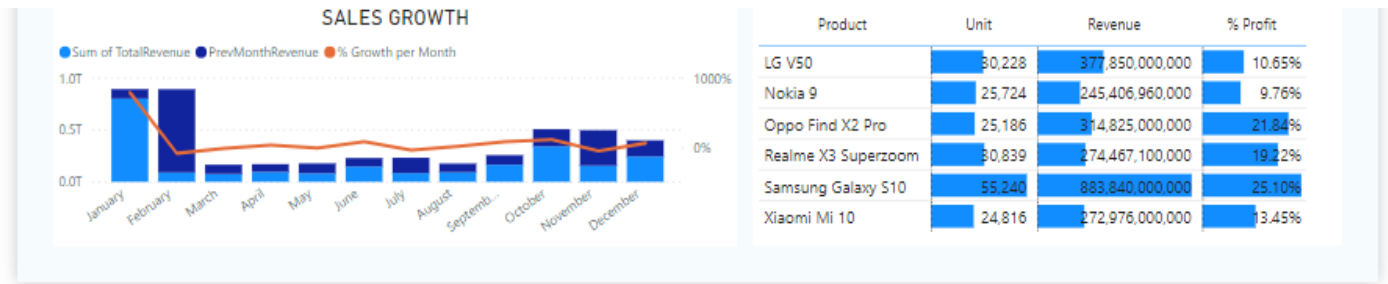 SALES GROWTH
Sum of TotalRevenue PrevMonthRevenue % Growth per Month
1.0T
0.5T
0.0T
1000%
0%
January February March April May June July August Septemb... October November December
Product Unit Revenue % Profit
LG V50 30,228 377,850,000,000 10.65%
Nokia 9 25,724 245,406,960,000 9.76%
Oppo Find X2 Pro 25,186 314,825,000,000 21.84%
Realme X3 Superzoom 30,839 274,467,100,000 19.22%
Samsung Galaxy S10 55,240 883,840,000,000 25.10%
Xiaomi Mi 10 24,816 272,976,000,000 13.45%